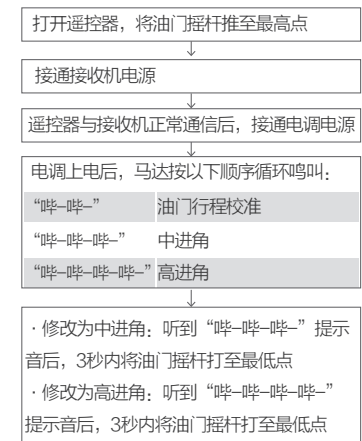 打开遥控器，将油门摇杆推至最高点
接通接收机电源
遥控器与接收机正常通信后，接通电调电源
电调上电后，马达按以下顺序循环鸣叫：
“哔–哔–” 油门行程校准
“哔–哔–哔–” 中进角
“哔–哔–哔–哔–” 高进角
·修改为中进角：听到“哔–哔–哔–”提示
音后，3秒内将油门摇杆打至最低点
·修改为高进角：听到“哔–哔–哔–哔–”
提示音后，3秒内将油门摇杆打至最低点